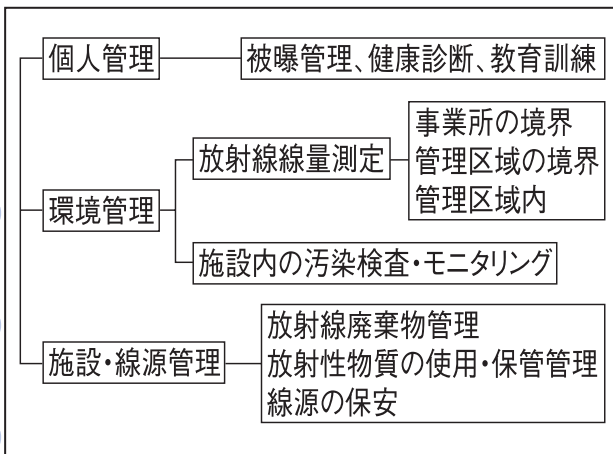 個人管理
被曝管理、健康診断、教育訓練
環境管理
放射線線量測定
事業所の境界
管理区域の境界
管理区域内
施設内の汚染検査・モニタリング
施設・線源管理
放射線廃棄物管理
放射性物質の使用・保管管理
線源の保安